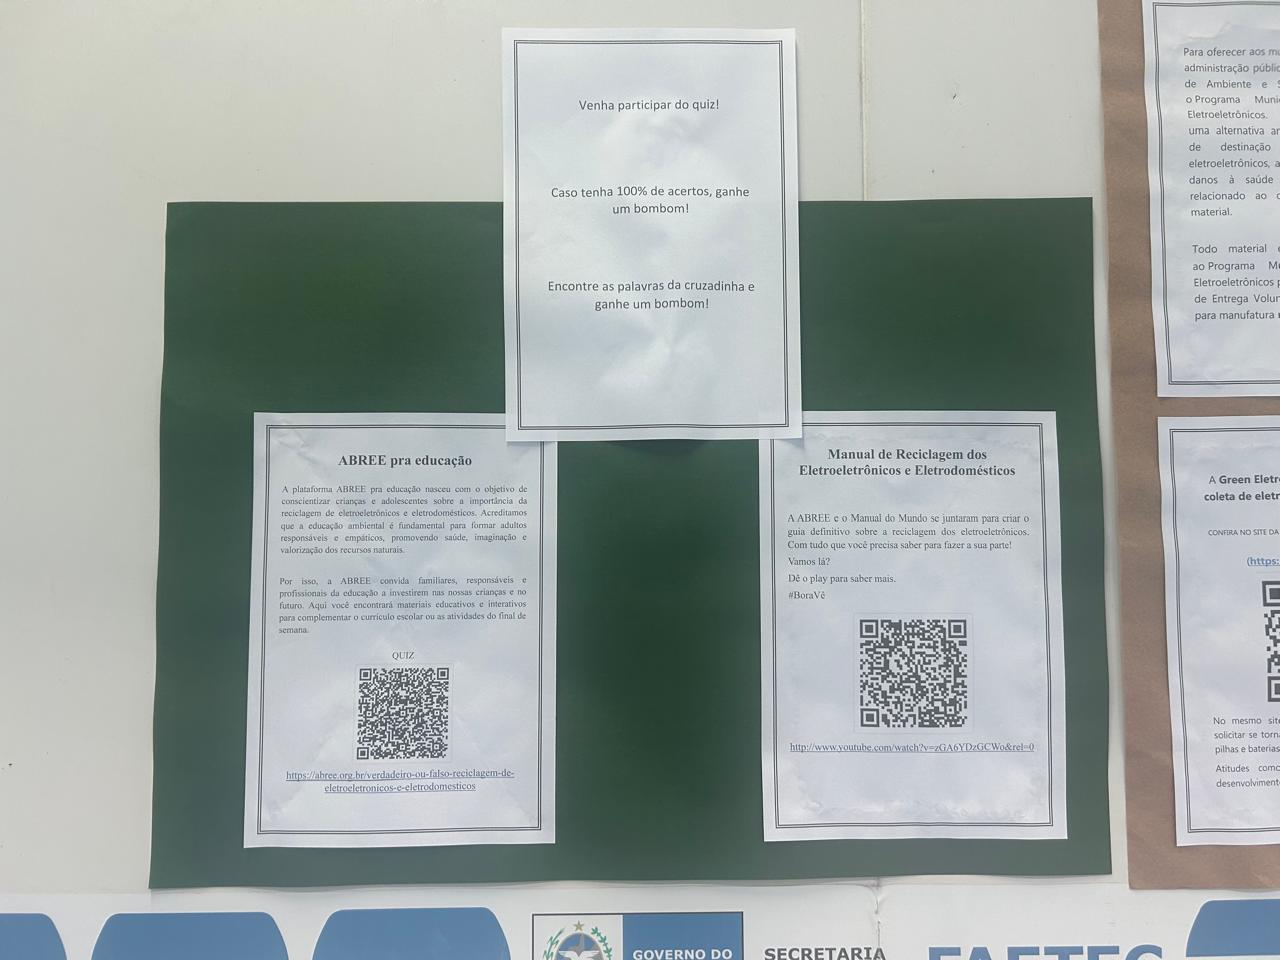 Venha participar do quiz!
Caso tenha 100% de acertos, ganhe
um bombom!
Encontre as palavras da cruzadinha e
ganhe um bombom!
ABREE pra educação
A plataforma ABREE pra educação nasceu com o objetivo de
conscientizar crianças e adolescentes sobre a importância da
reciclagem de eletroeletrônicos e eletrodomésticos. Acreditamos
que a educação ambiental é fundamental para formar adultos
responsáveis e empáticos, promovendo saúde, imaginação e
valorização dos recursos naturais.
Por isso, a ABREE convida familiares, responsáveis e
profissionais da educação a investirem nas nossas crianças e no
futuro. Aqui você encontrará materiais educativos e interativos
para complementar o currículo escolar ou as atividades do final de
semana.
QUIZ
https://abree.org.br/verdadeiro-ou-falso-reciclagem-de-
eletroeletronicos-e-eletrodomesticos
Manual de Reciclagem dos
Eletroeletrônicos e Eletrodomésticos
A ABREE e o Manual do Mundo se juntaram para criar o
guia definitivo sobre a reciclagem dos eletroeletrônicos.
Com tudo que você precisa saber para fazer a sua parte!
Vamos lá?
Dê o play para saber mais.
#BoraVê
http://www.youtube.com/watch?v=zGA6YDzGCWo&rel=0
Para oferecer aos
administração
de Ambiente e
o Programa
Eletroeletrônicos.
uma alternativa
de destinação
eletroeletrônicos,
danos à saúde
relacionado ao
material.
Todo material
ao Programa
Eletroeletrônicos
de Entrega
para manufatura
A Green
coleta de
CONFIRA NO SITE DA
(https:
No mesmo
solicitar se
pilhas e baterias
Atitudes como
GOVERNO DO
SECRETARIA
FAETEC